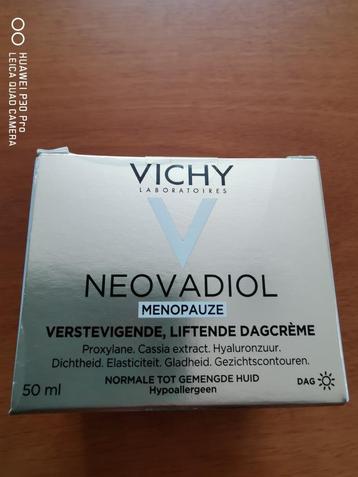 HUAWEI P30 Pro
LEICA QUAD CAMERA
VICHY
LABORATOIRES
NEOVADIOL
MENOPAUZE
VERSTEVIGENDE, LIFTENDE DAGCRÈME
Proxylane. Cassia extract. Hyaluronzuur.
Dichtheid. Elasticiteit. Gladheid. Gezichtscontouren.
50 ml
NORMALE TOT GEMENGDE HUID
Hypoallergeen
DAG